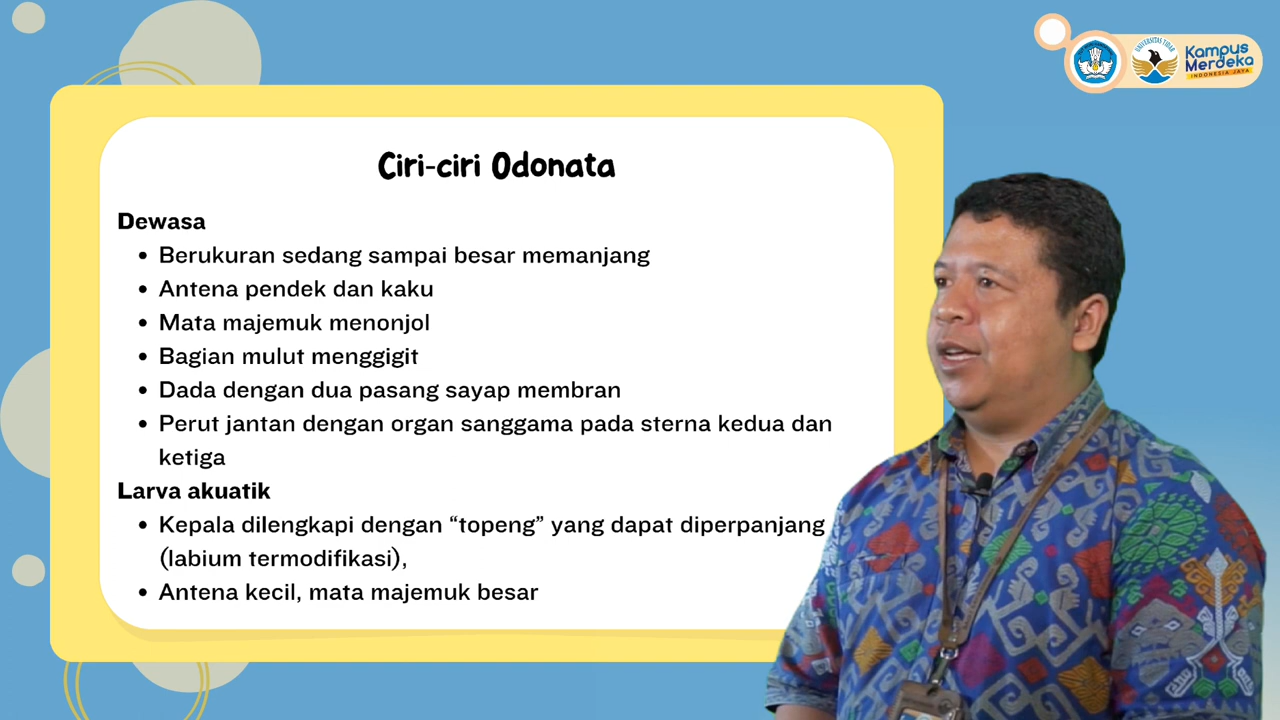 UNIVERSITAS TIDAR
Kampus
Merdeka
INDONESIA JAYA
Ciri-ciri Odonata
Dewasa
• Berukuran sedang sampai besar memanjang
• Antena pendek dan kaku
• Mata majemuk menonjol
• Bagian mulut menggigit
• Dada dengan dua pasang sayap membran
• Perut jantan dengan organ sanggama pada sterna kedua dan
ketiga
Larva akuatik
• Kepala dilengkapi dengan “topeng” yang dapat diperpanjang
(labium termodifikasi),
• Antena kecil, mata majemuk besar